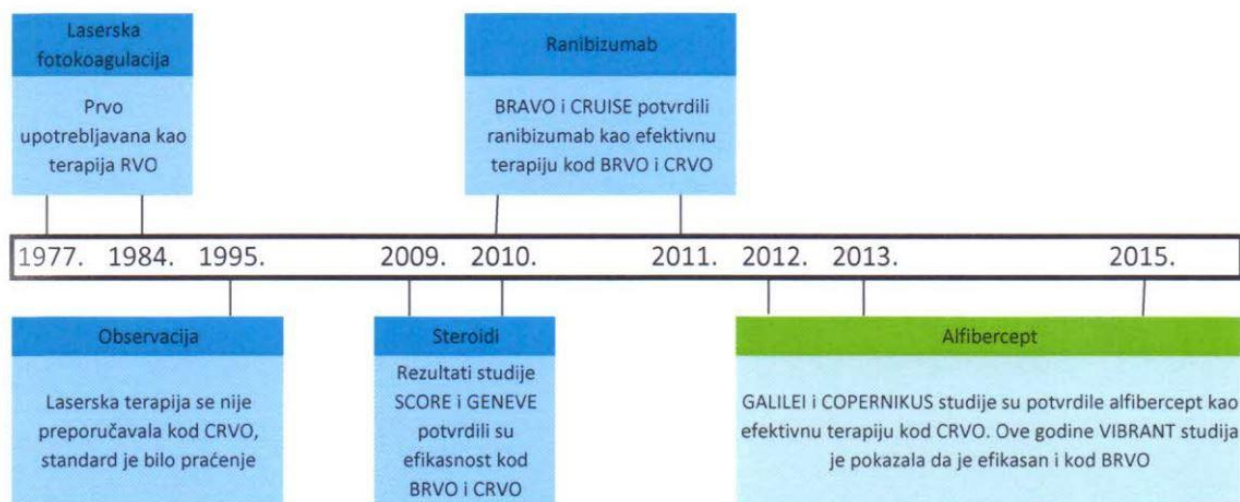 Laserska
fotokoagulacija
Prvo
upotrebljavana kao
terapija RVO
Ranibizumab
BRAVO i CRUISE potvrdili
ranibizumab kao efektivnu
terapiju kod BRVO i CRVO
1977. 1984. 1995. 2009. 2010. 2011. 2012. 2013. 2015.
Observacija
Laserska terapija se nije
preporučavala kod CRVO,
standard je bilo praćenje
Steroidi
Rezultati studije
SCORE i GENEVE
potvrdili su
efikasnost kod
BRVO i CRVO
Alfibercept
GALILEI i COPERNIKUS studije su potvrdile alfibercept kao
efektivnu terapiju kod CRVO. Ove godine VIBRANT studija
je pokazala da je efikasan i kod BRVO